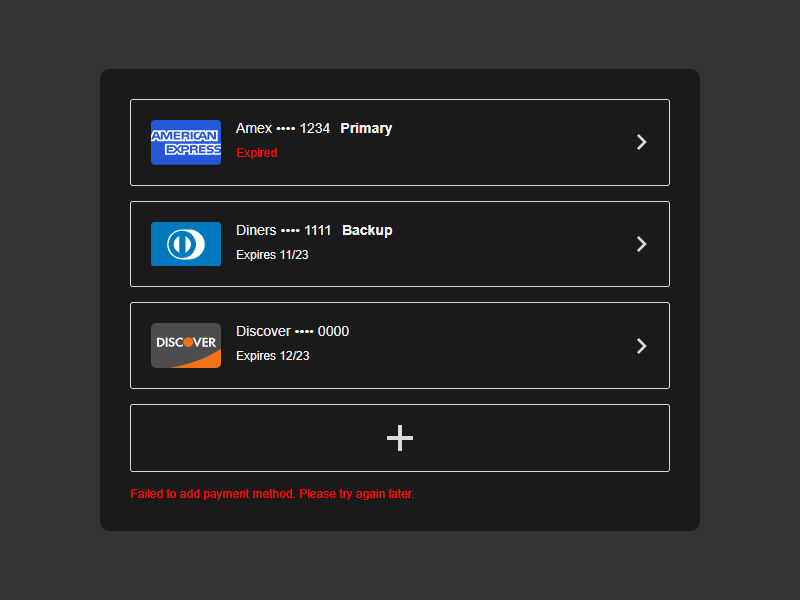 AMERICAN
EXPRESS
Amex •••• 1234 Primary
Expired
Diners •••• 1111 Backup
Expires 11/23
DISCOVER
Discover •••• 0000
Expires 12/23
Failed to add payment method. Please try again later.